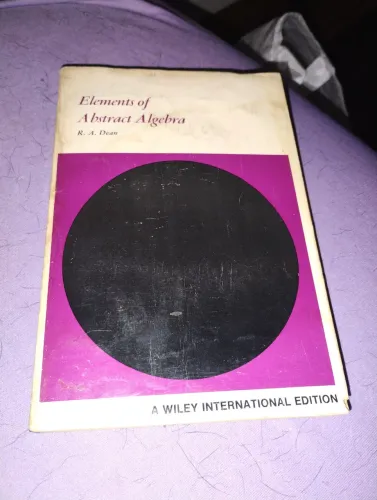 Elements of
Abstract Algebra
R. A. Dean
A WILEY INTERNATIONAL EDITION